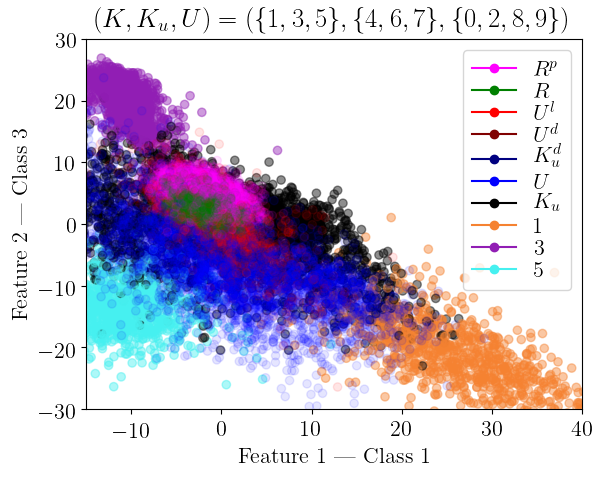 (K, K_u, U) = ({1, 3, 5}, {4, 6, 7}, {0, 2, 8, 9})
30
20
10
0
−10
−20
−30
Feature 2 — Class 3
R^p
R
U^l
U^d
K_u^d
U
K_u
1
3
5
−10
0
10
20
30
40
Feature 1 — Class 1